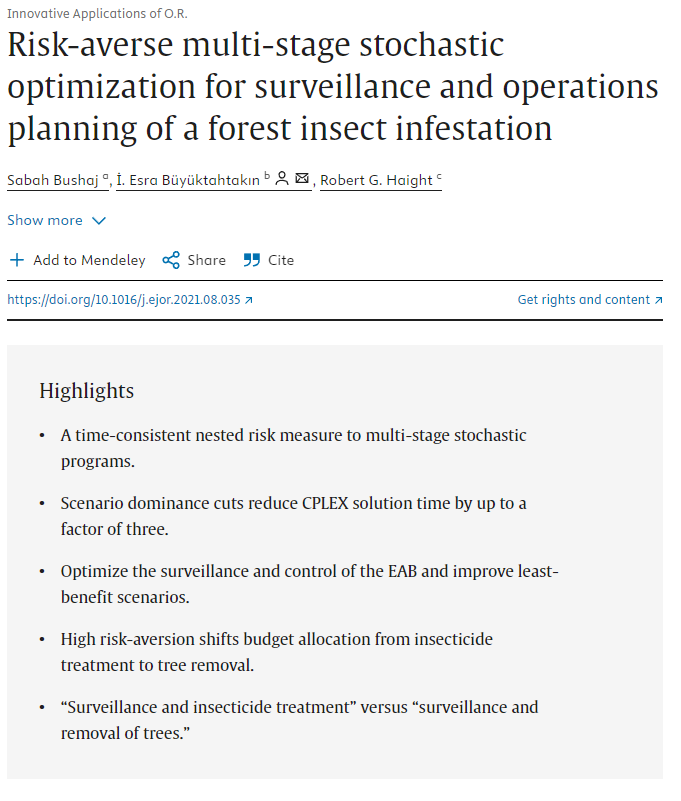 Innovative Applications of O.R.
Risk-averse multi-stage stochastic
optimization for surveillance and operations
planning of a forest insect infestation
Sabah Bushaj a, İ. Esra Büyüktahtakın b, Robert G. Haight c
Show more
Add to Mendeley Share Cite
https://doi.org/10.1016/j.ejor.2021.08.035 ↗ Get rights and content ↗
Highlights
• A time-consistent nested risk measure to multi-stage stochastic
programs.
• Scenario dominance cuts reduce CPLEX solution time by up to a
factor of three.
• Optimize the surveillance and control of the EAB and improve least-
benefit scenarios.
• High risk-aversion shifts budget allocation from insecticide
treatment to tree removal.
• “Surveillance and insecticide treatment” versus “surveillance and
removal of trees.”